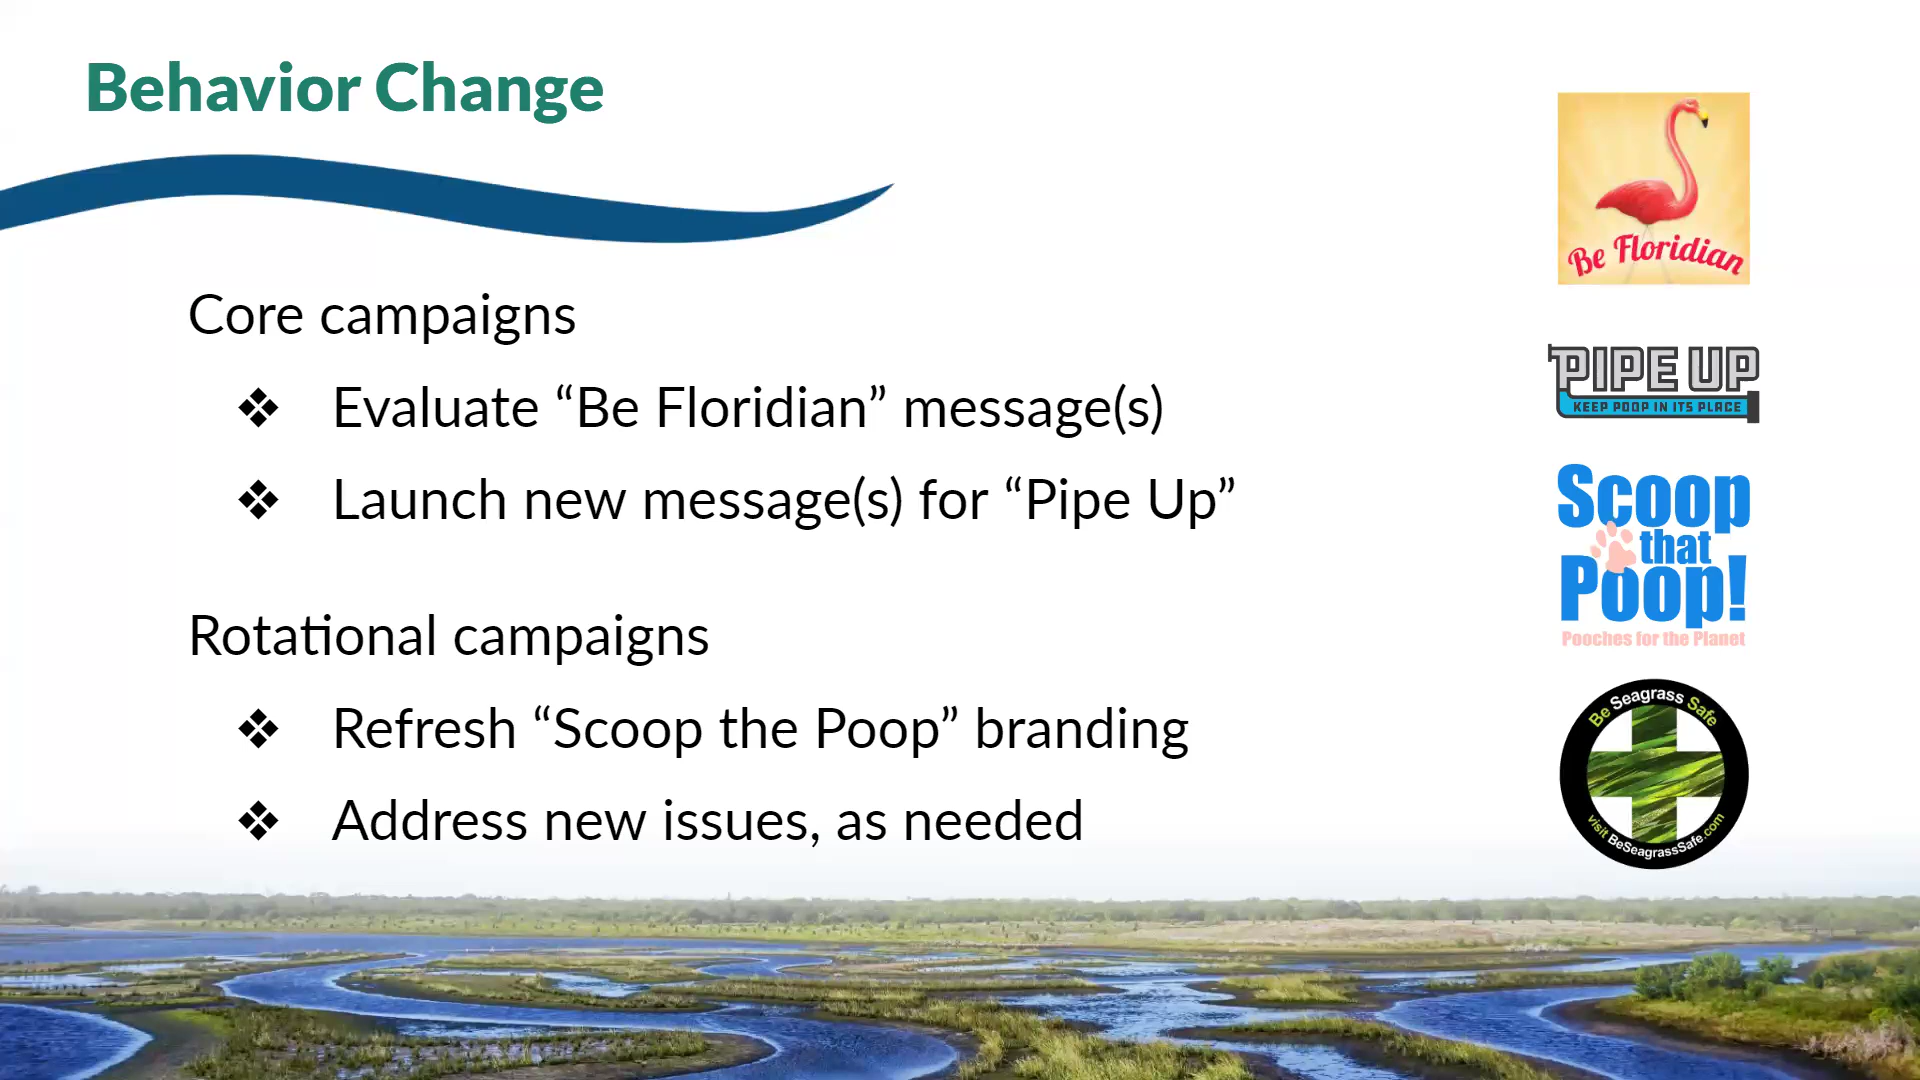 Behavior Change
Core campaigns
❖ Evaluate “Be Floridian” message(s)
❖ Launch new message(s) for “Pipe Up”
Rotational campaigns
❖ Refresh “Scoop the Poop” branding
❖ Address new issues, as needed
Be Floridian
PIPE UP
KEEP POOP IN ITS PLACE
Scoop
that
Poop!
Pooches for the Planet
Be Seagrass Safe
visit BeSeagrassSafe.com